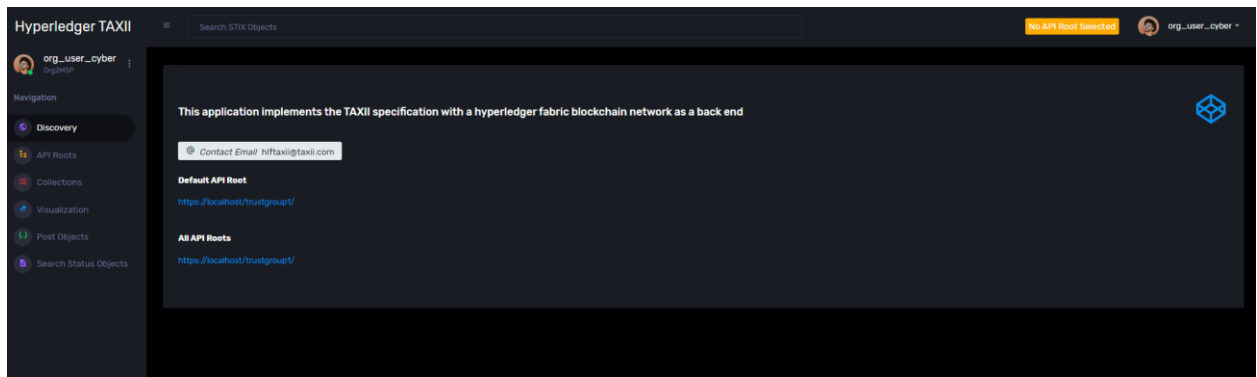 Hyperledger TAXII
Search STIX Objects
No API Root Selected
org_user_cyber
org_user_cyber
Org2MSP
Navigation
Discovery
API Roots
Collections
Visualization
Post Objects
Search Status Objects
This application implements the TAXII specification with a hyperledger fabric blockchain network as a back end
@ Contact Email hlftaxii@taxii.com
Default API Root
https://localhost/trustgroup1/
All API Roots
https://localhost/trustgroup1/